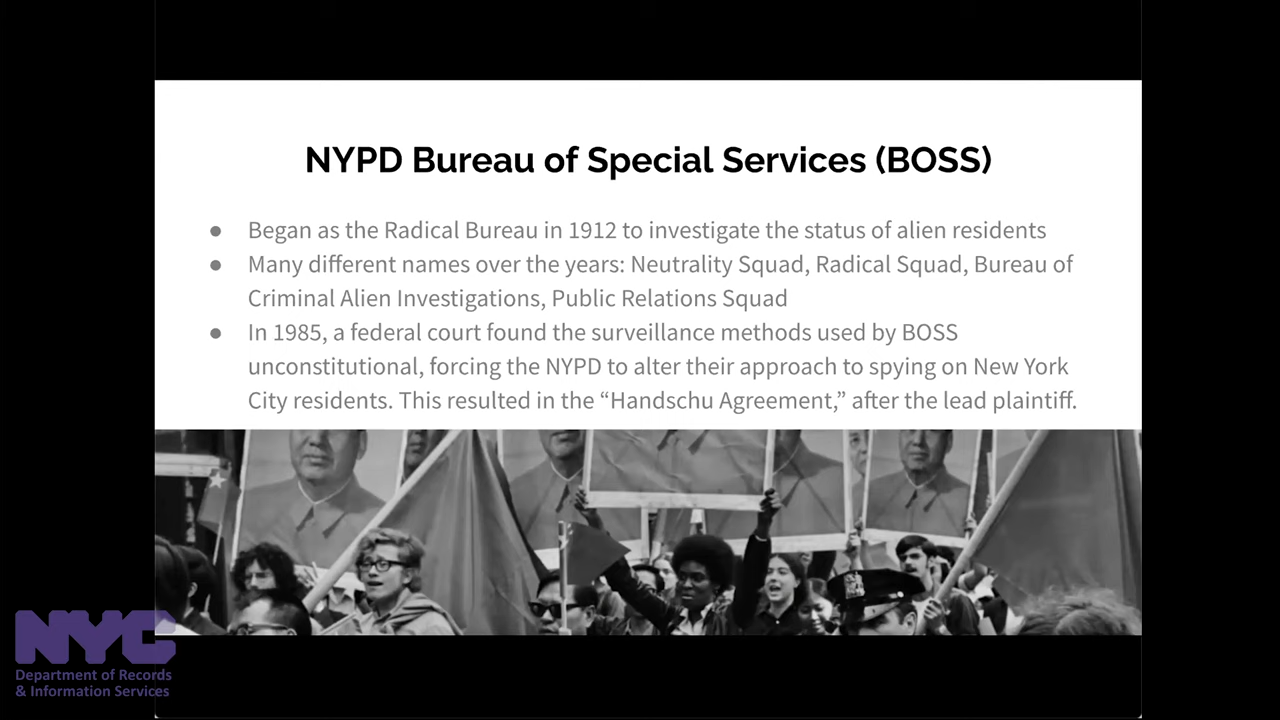 NYPD Bureau of Special Services (BOSS)
● Began as the Radical Bureau in 1912 to investigate the status of alien residents
● Many different names over the years: Neutrality Squad, Radical Squad, Bureau of
Criminal Alien Investigations, Public Relations Squad
● In 1985, a federal court found the surveillance methods used by BOSS
unconstitutional, forcing the NYPD to alter their approach to spying on New York
City residents. This resulted in the “Handschu Agreement,” after the lead plaintiff.
NYC
Department of Records
& Information Services